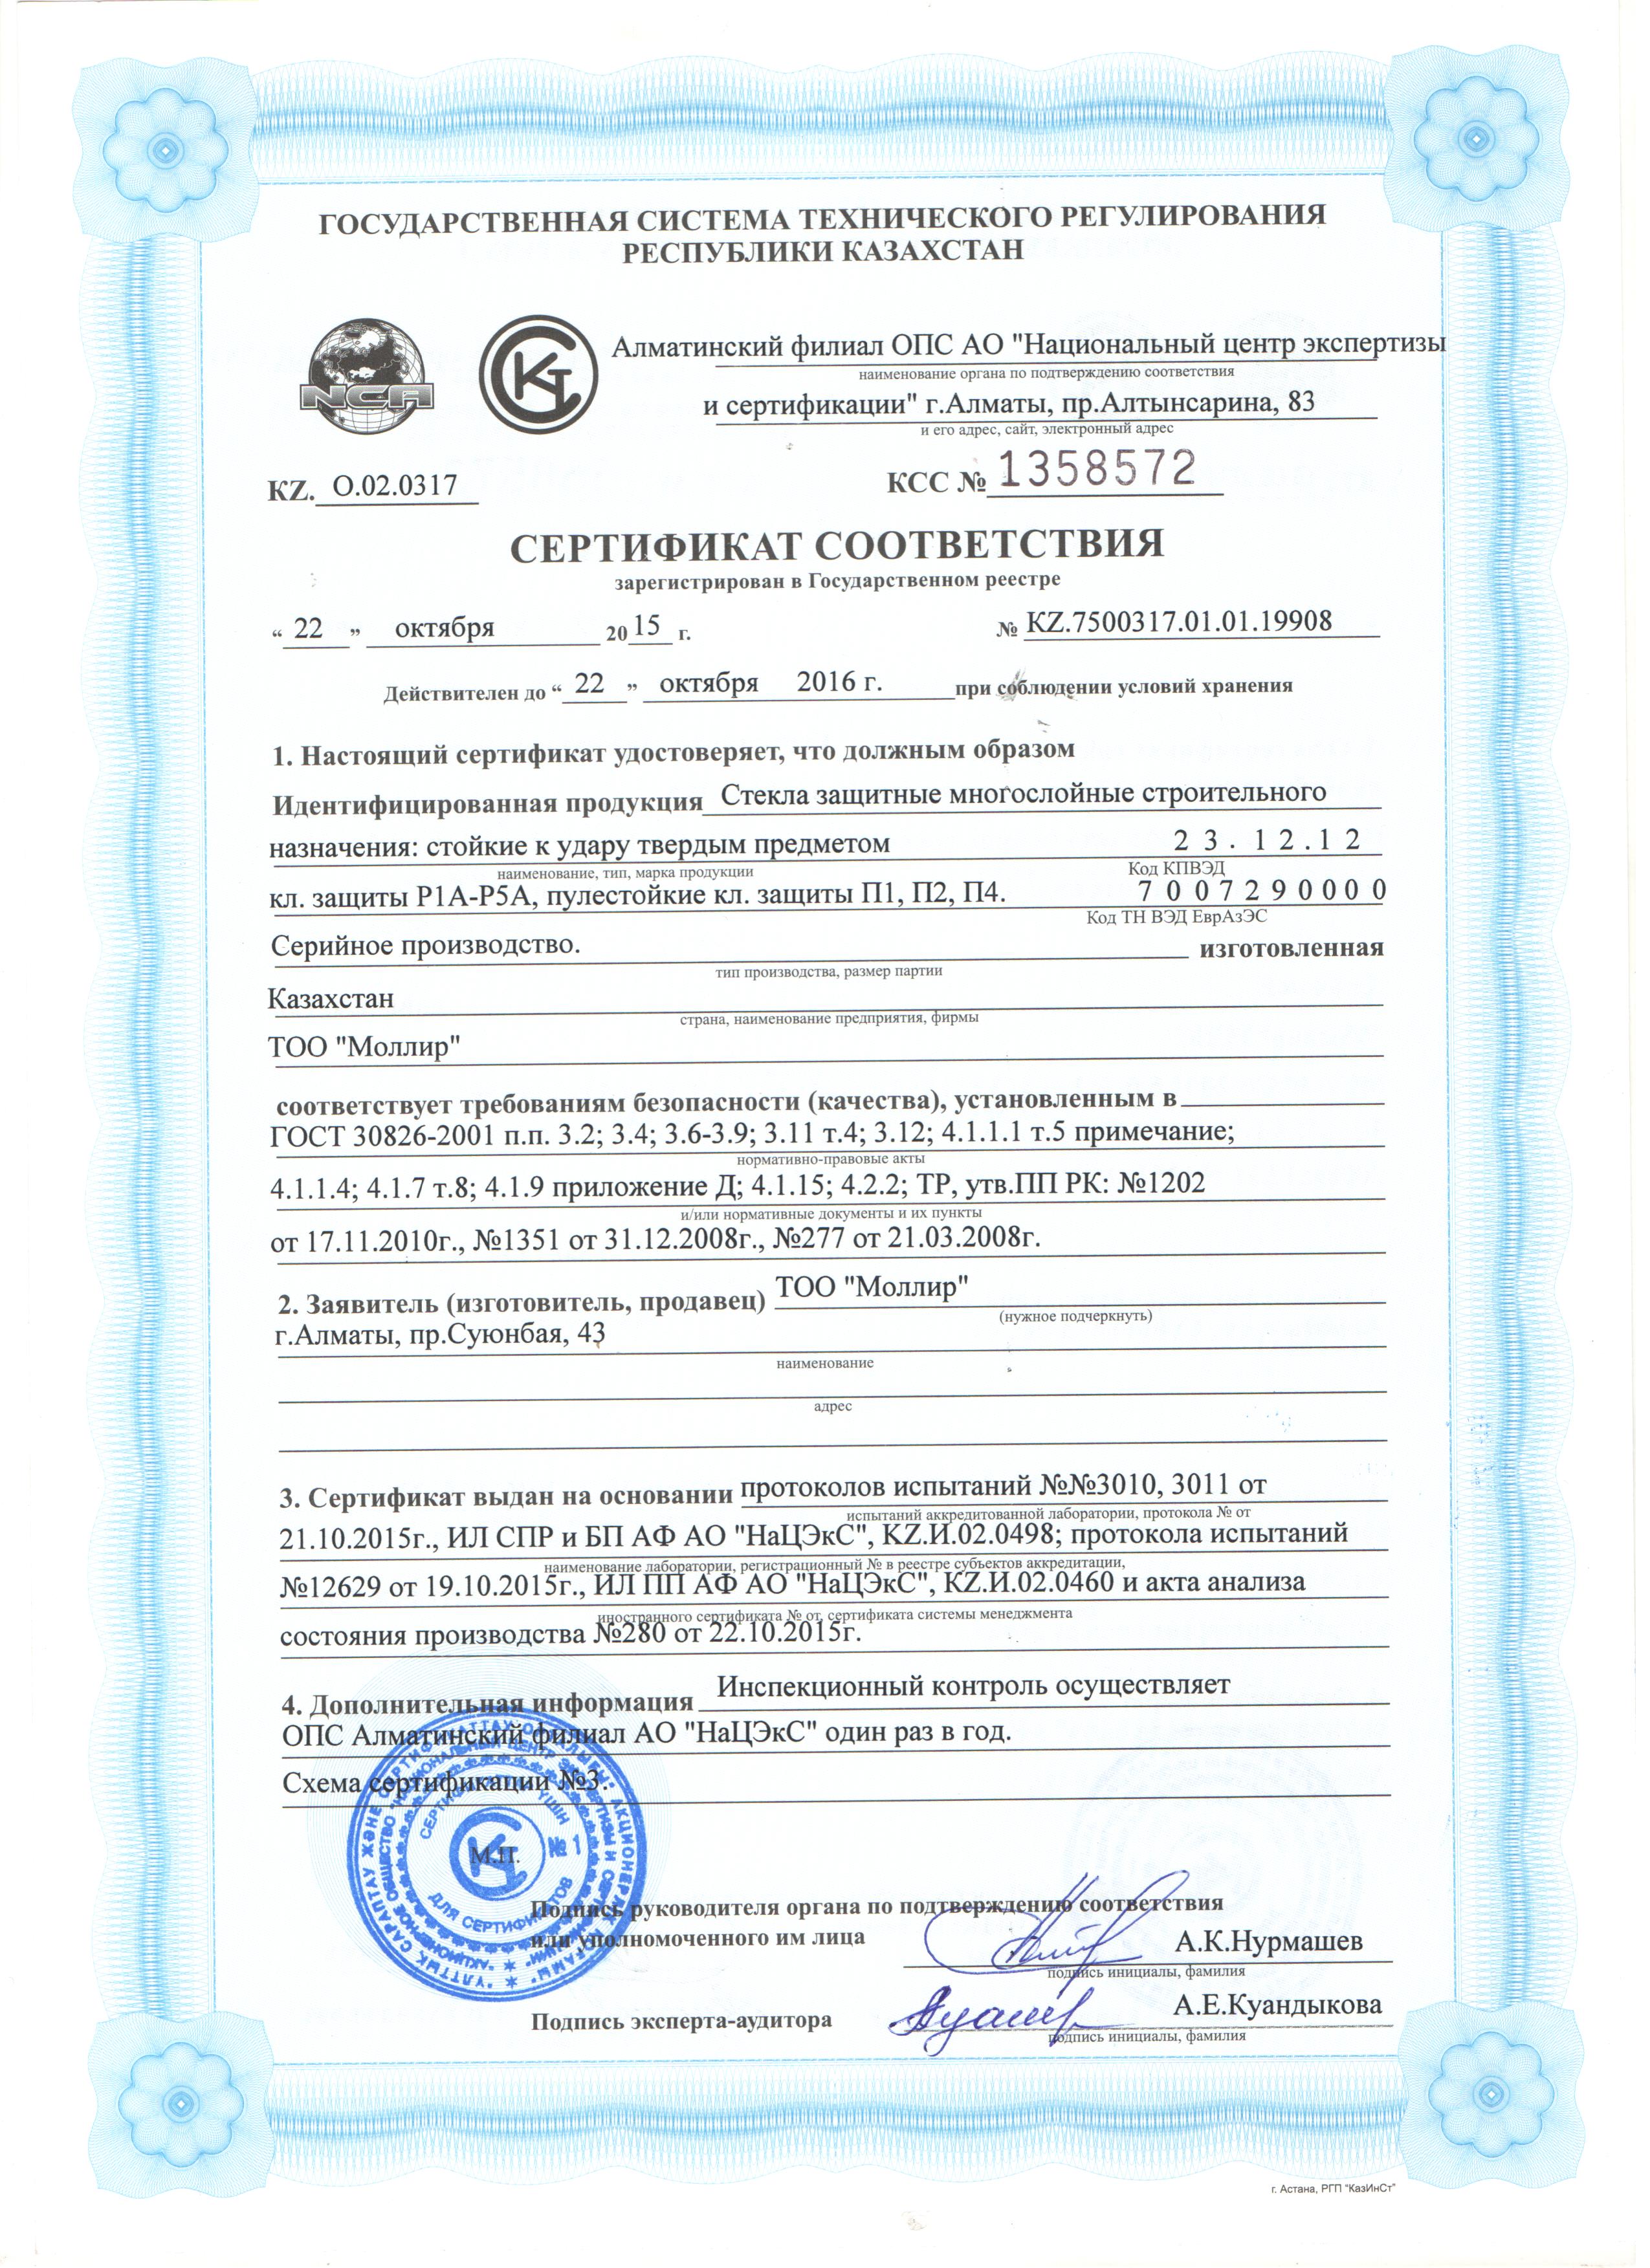 ГОСУДАРСТВЕННАЯ СИСТЕМА ТЕХНИЧЕСКОГО РЕГУЛИРОВАНИЯ
РЕСПУБЛИКИ КАЗАХСТАН
NCA
Алматинский филиал ОПС АО "Национальный центр экспертизы
наименование органа по подтверждению соответствия
и сертификации" г.Алматы, пр.Алтынсарина, 83
и его адрес, сайт, электронный адрес
KZ. О.02.0317
КСС № 1358572
СЕРТИФИКАТ СООТВЕТСТВИЯ
зарегистрирован в Государственном реестре
“ 22 ” октября 2015 г. № KZ.7500317.01.01.19908
Действителен до “ 22 ” октября 2016 г. при соблюдении условий хранения
1. Настоящий сертификат удостоверяет, что должным образом
Идентифицированная продукция Стекла защитные многослойные строительного
назначения: стойкие к удару твердым предметом 23.12.12
наименование, тип, марка продукции Код КПВЭД
кл. защиты Р1А-Р5А, пулестойкие кл. защиты П1, П2, П4. 7007290000
Код ТН ВЭД ЕврАзЭС
Серийное производство. изготовленная
тип производства, размер партии
Казахстан
страна, наименование предприятия, фирмы
ТОО "Моллир"
соответствует требованиям безопасности (качества), установленным в
ГОСТ 30826-2001 п.п. 3.2; 3.4; 3.6-3.9; 3.11 т.4; 3.12; 4.1.1.1 т.5 примечание;
нормативно-правовые акты
4.1.1.4; 4.1.7 т.8; 4.1.9 приложение Д; 4.1.15; 4.2.2; ТР, утв.ПП РК: №1202
и/или нормативные документы и их пункты
от 17.11.2010г., №1351 от 31.12.2008г., №277 от 21.03.2008г.
2. Заявитель (изготовитель, продавец) ТОО "Моллир"
(нужное подчеркнуть)
г.Алматы, пр.Суюнбая, 43
наименование
адрес
3. Сертификат выдан на основании протоколов испытаний №№3010, 3011 от
испытаний аккредитованной лаборатории, протокола № от
21.10.2015г., ИЛ СПР и БП АФ АО "НаЦЭкС", KZ.И.02.0498; протокола испытаний
наименование лаборатории, регистрационный № в реестре субъектов аккредитации,
№12629 от 19.10.2015г., ИЛ ПП АФ АО "НаЦЭкС", KZ.И.02.0460 и акта анализа
иностранного сертификата № от, сертификата системы менеджмента
состояния производства №280 от 22.10.2015г.
4. Дополнительная информация Инспекционный контроль осуществляет
ОПС Алматинский филиал АО "НаЦЭкС" один раз в год.
Схема сертификации №3.
М.П.
№ 1
ДЛЯ СЕРТИФИКАТОВ
Подпись руководителя органа по подтверждению соответствия
или уполномоченного им лица А.К.Нурмашев
подпись инициалы, фамилия
Подпись эксперта-аудитора А.Е.Куандыкова
подпись инициалы, фамилия
г. Астана, РГП "КазИнСт"